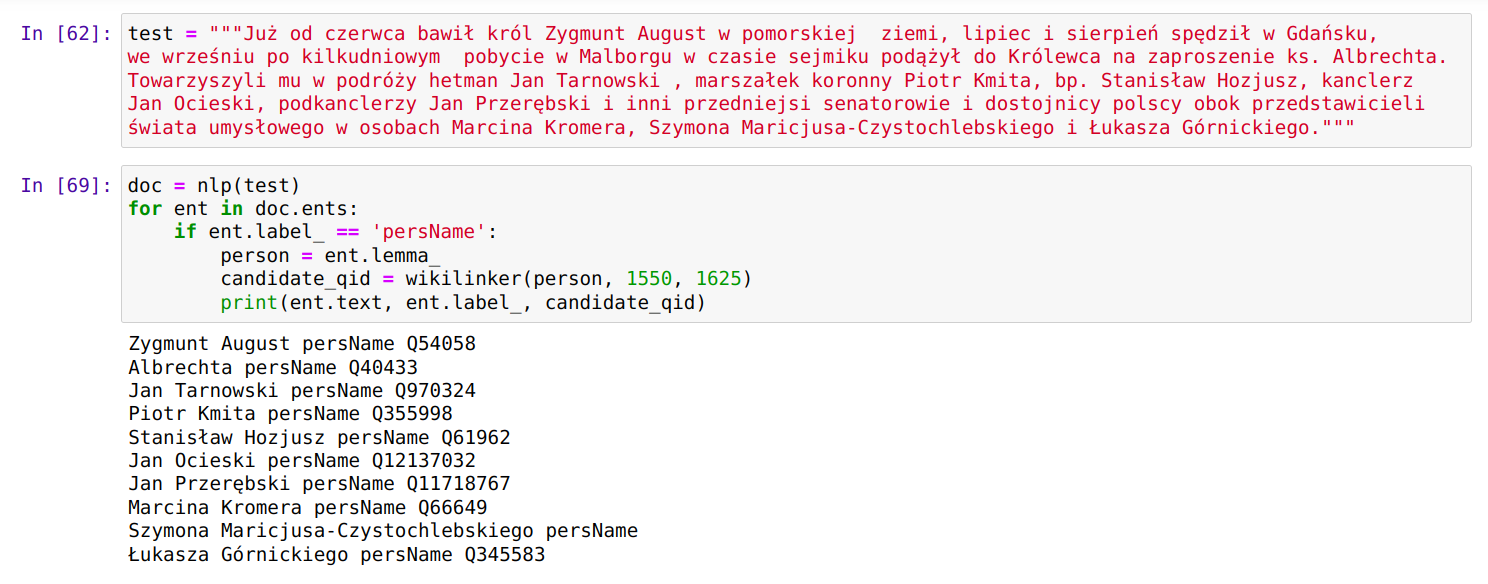 In [62]: test = """Już od czerwca bawił król Zygmunt August w pomorskiej  ziemi, lipiec i sierpień spędził w Gdańsku,
we wrześniu po kilkudniowym  pobycie w Malborgu w czasie sejmiku podążył do Królewca na zaproszenie ks. Albrechta.
Towarzyszyli mu w podróży hetman Jan Tarnowski , marszałek koronny Piotr Kmita, bp. Stanisław Hozjusz, kanclerz
Jan Ocieski, podkanclerzy Jan Przerębski i inni przedniejsi senatorowie i dostojnicy polscy obok przedstawicieli
świata umysłowego w osobach Marcina Kromera, Szymona Maricjusa-Czystochlebskiego i Łukasza Górnickiego."""
In [69]: doc = nlp(test)
for ent in doc.ents:
    if ent.label_ == 'persName':
        person = ent.lemma_
        candidate_qid = wikilinker(person, 1550, 1625)
        print(ent.text, ent.label_, candidate_qid)
Zygmunt August persName Q54058
Albrechta persName Q40433
Jan Tarnowski persName Q970324
Piotr Kmita persName Q355998
Stanisław Hozjusz persName Q61962
Jan Ocieski persName Q12137032
Jan Przerębski persName Q11718767
Marcina Kromera persName Q66649
Szymona Maricjusa-Czystochlebskiego persName
Łukasza Górnickiego persName Q345583